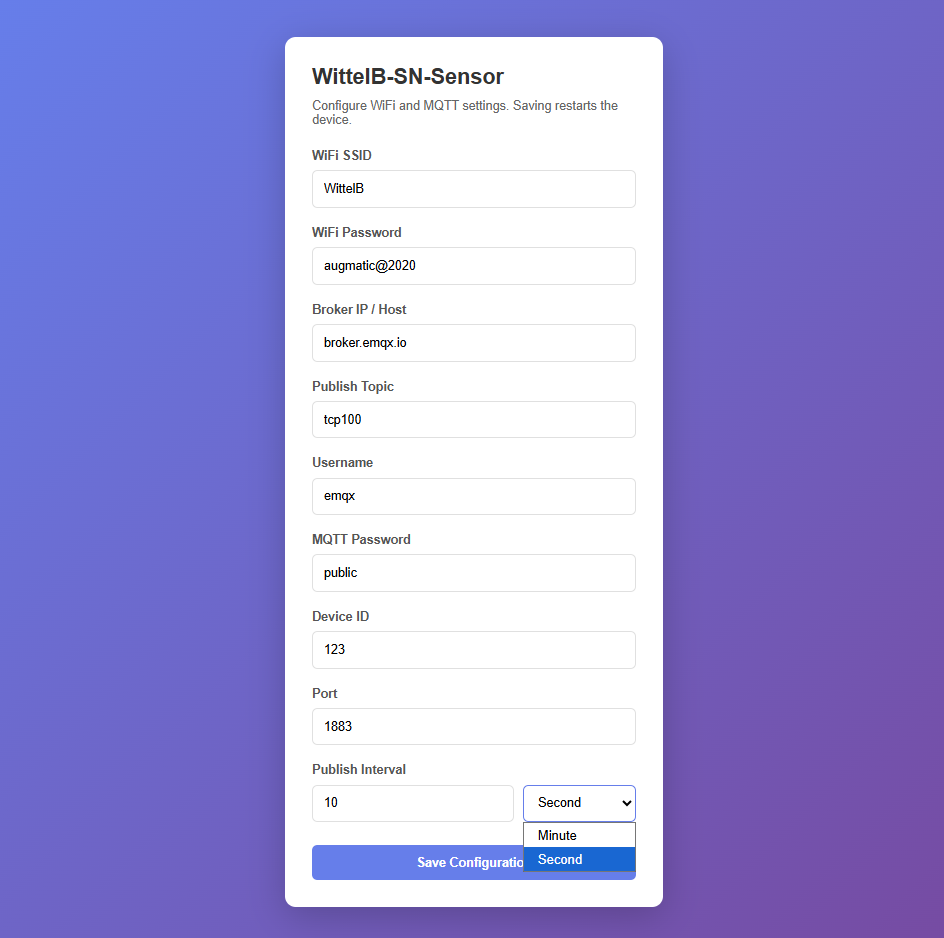 WittelB-SN-Sensor
Configure WiFi and MQTT settings. Saving restarts the
device.
WiFi SSID
WittelB
WiFi Password
augmatic@2020
Broker IP / Host
broker.emqx.io
Publish Topic
tcp100
Username
emqx
MQTT Password
public
Device ID
123
Port
1883
Publish Interval
10
Second
Minute
Second
Save Configuratio